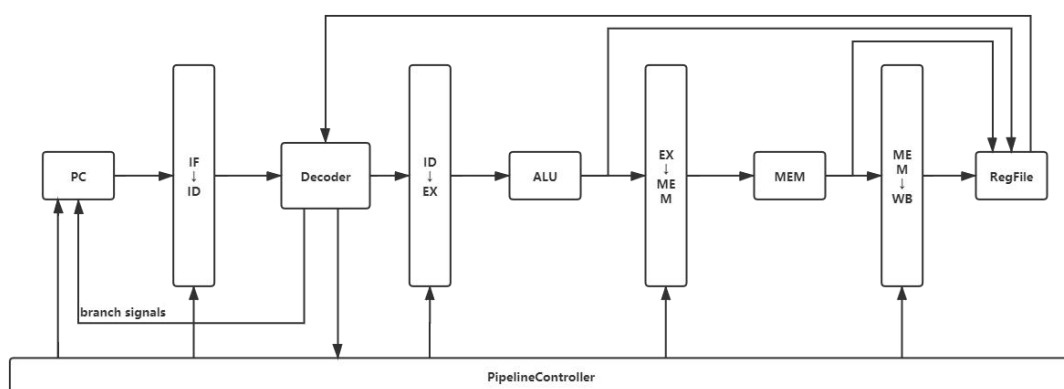 PC
IF
↓
ID
Decoder
ID
↓
EX
ALU
EX
↓
ME
M
MEM
ME
M
↓
WB
RegFile
branch signals
PipelineController